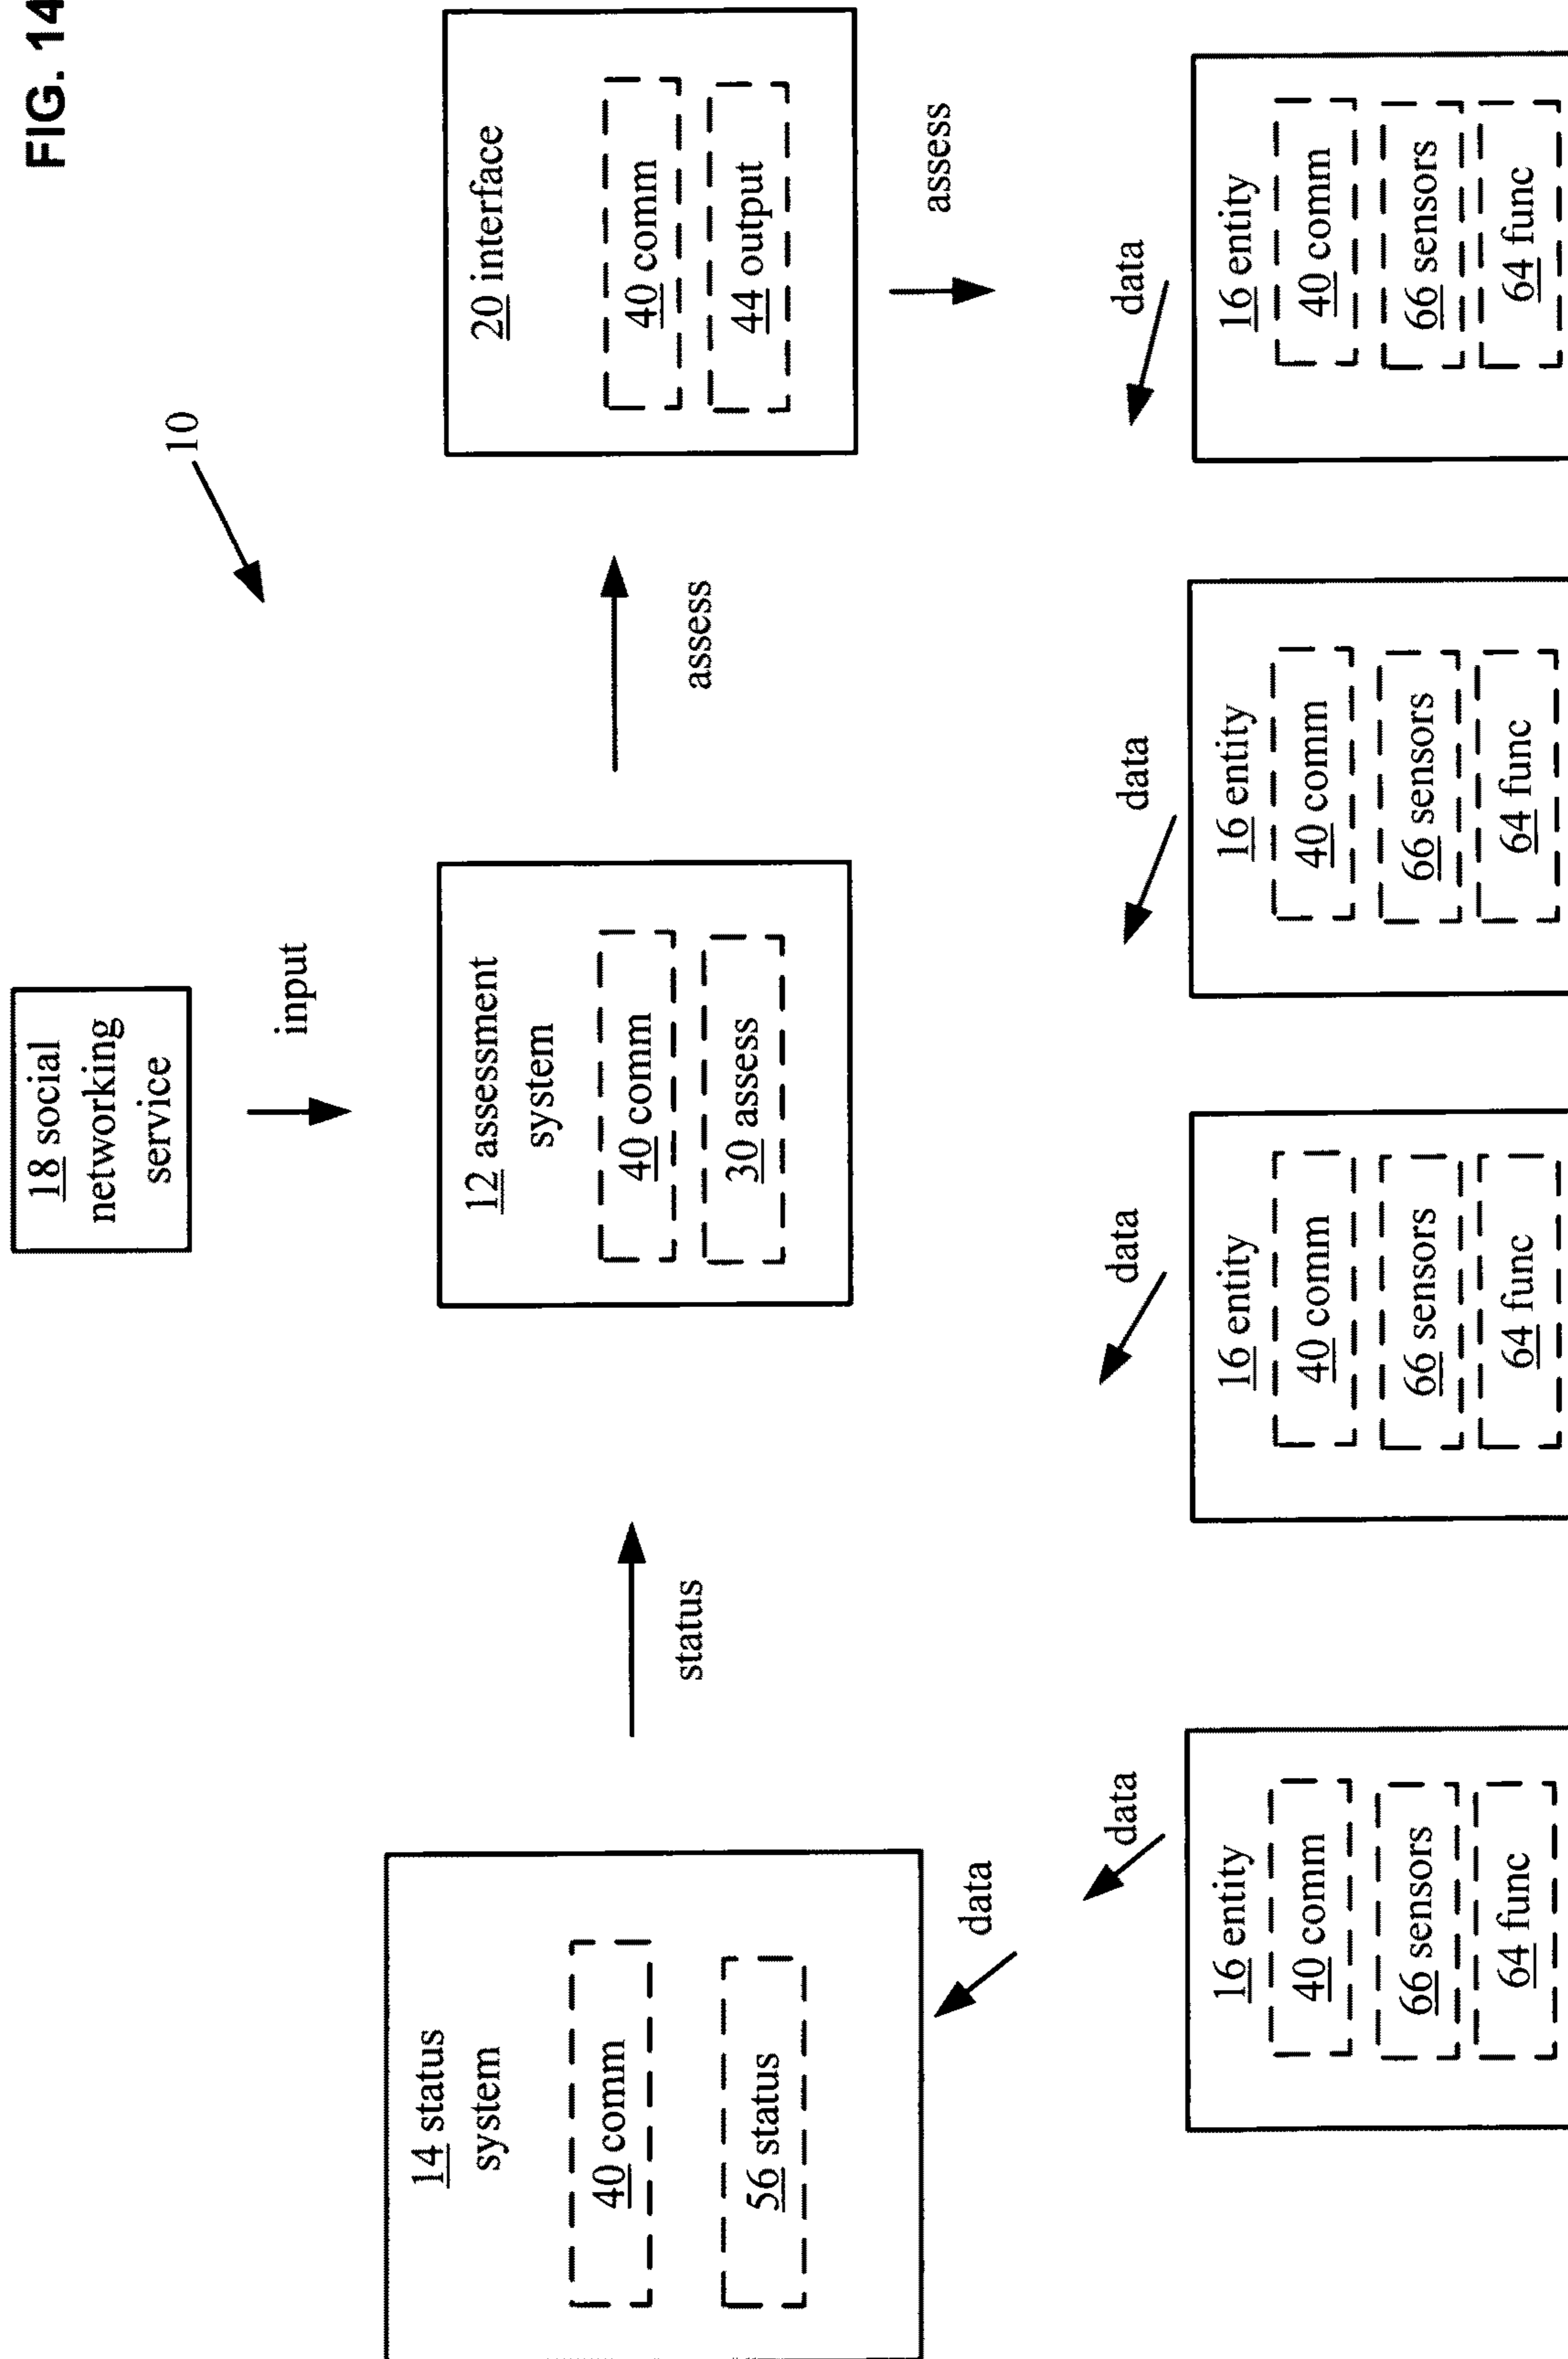 FIG. 14
10
18 social
networking
service
input
14 status
system
40 comm
56 status
status
12 assessment
system
40 comm
30 assess
assess
20 interface
40 comm
44 output
assess
data
data
data
data
data
16 entity
40 comm
66 sensors
64 func
16 entity
40 comm
66 sensors
64 func
16 entity
40 comm
66 sensors
64 func
16 entity
40 comm
66 sensors
64 func